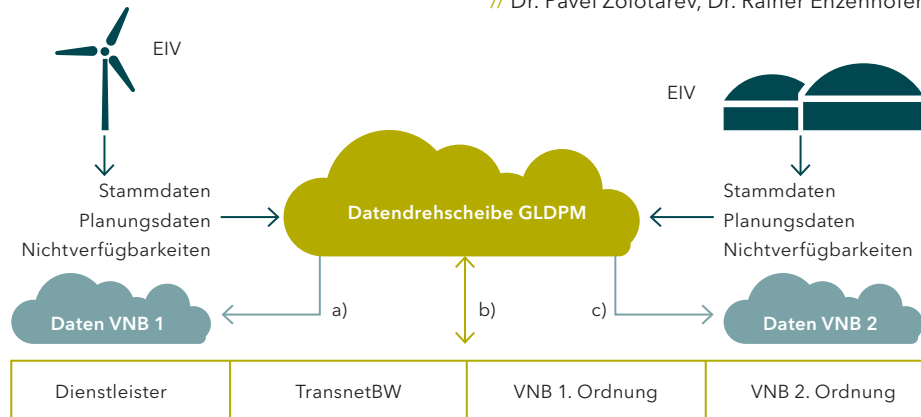 // Dr. Pavel Zolotarev, Dr. Rainer Enzenhöfer
EIV
EIV
Stammdaten
Planungsdaten
Nichtverfügbarkeiten
Datendrehscheibe GLDPM
Stammdaten
Planungsdaten
Nichtverfügbarkeiten
Daten VNB 1
a)
b)
c)
Daten VNB 2
Dienstleister
TransnetBW
VNB 1. Ordnung
VNB 2. Ordnung